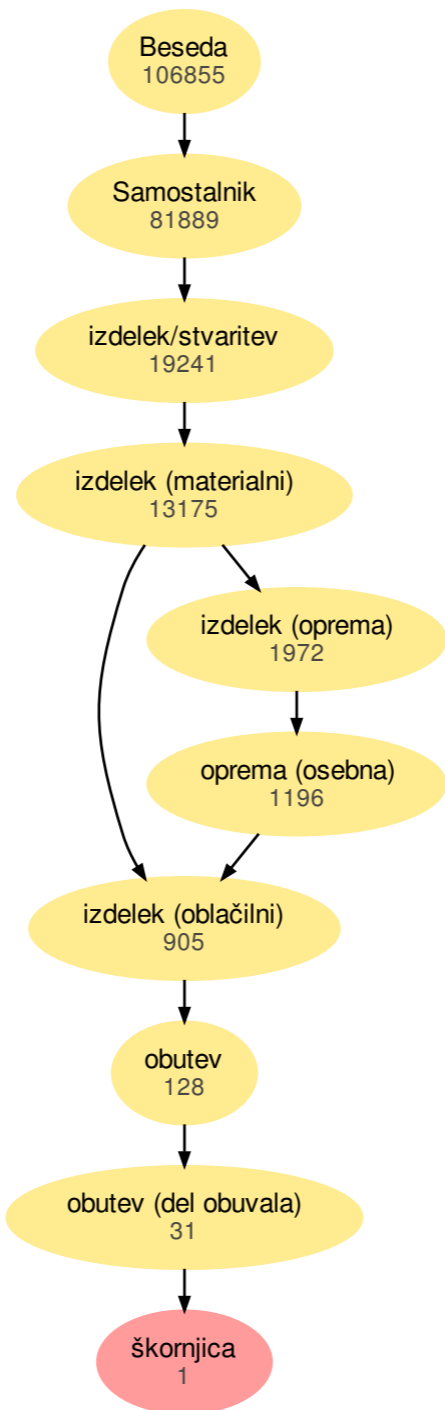 Beseda
106855
Samostalnik
81889
izdelek/stvaritev
19241
izdelek (materialni)
13175
izdelek (oprema)
1972
oprema (osebna)
1196
izdelek (oblačilni)
905
obutev
128
obutev (del obuvala)
31
škornjica
1